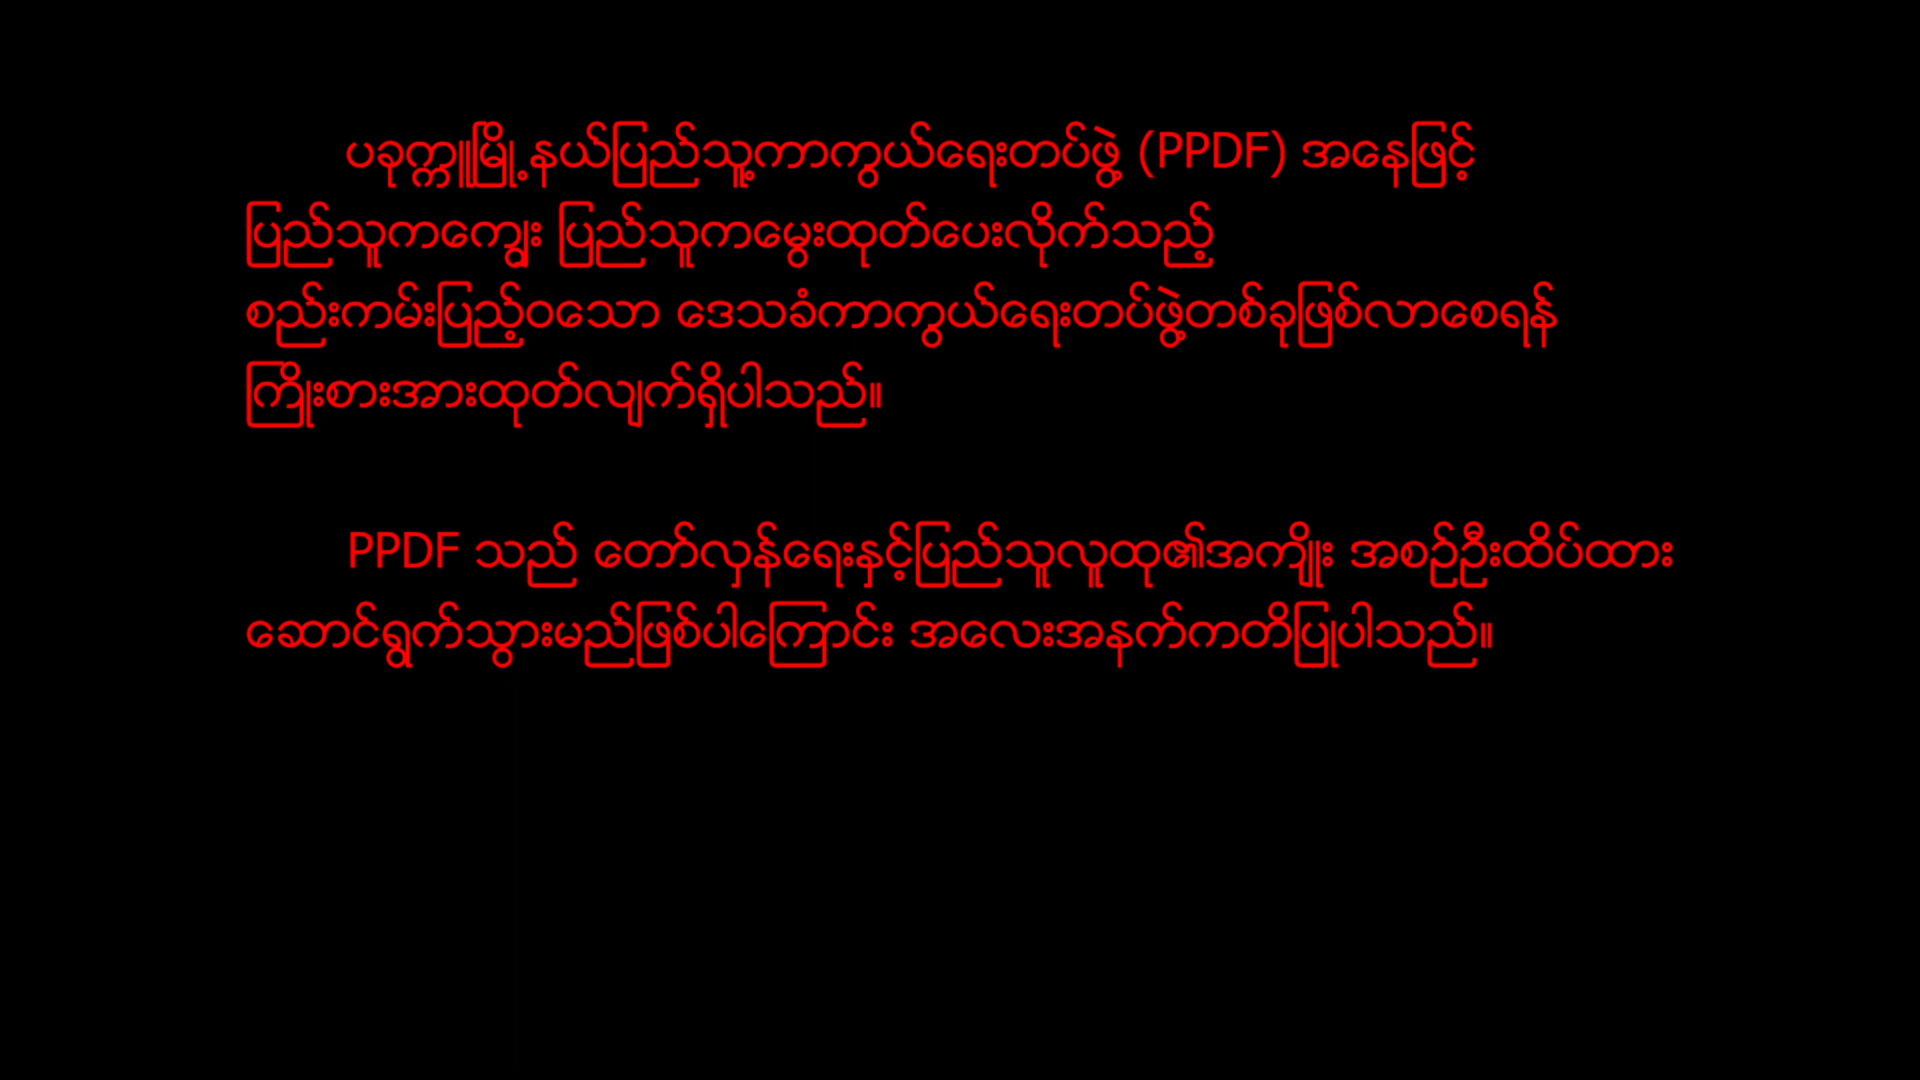 ပခုက္ကူမြို့နယ်ပြည်သူ့ကာကွယ်ရေးတပ်ဖွဲ့ (PPDF) အနေဖြင့်
ပြည်သူကကျွေး ပြည်သူကမွေးထုတ်ပေးလိုက်သည့်
စည်းကမ်းပြည့်ဝသော ဒေသခံကာကွယ်ရေးတပ်ဖွဲ့တစ်ခုဖြစ်လာစေရန်
ကြိုးစားအားထုတ်လျက်ရှိပါသည်။
PPDF သည် တော်လှန်ရေးနှင့်ပြည်သူလူထု၏အကျိုး အစဉ်ဦးထိပ်ထား
ဆောင်ရွက်သွားမည်ဖြစ်ပါကြောင်း အလေးအနက်ကတိပြုပါသည်။